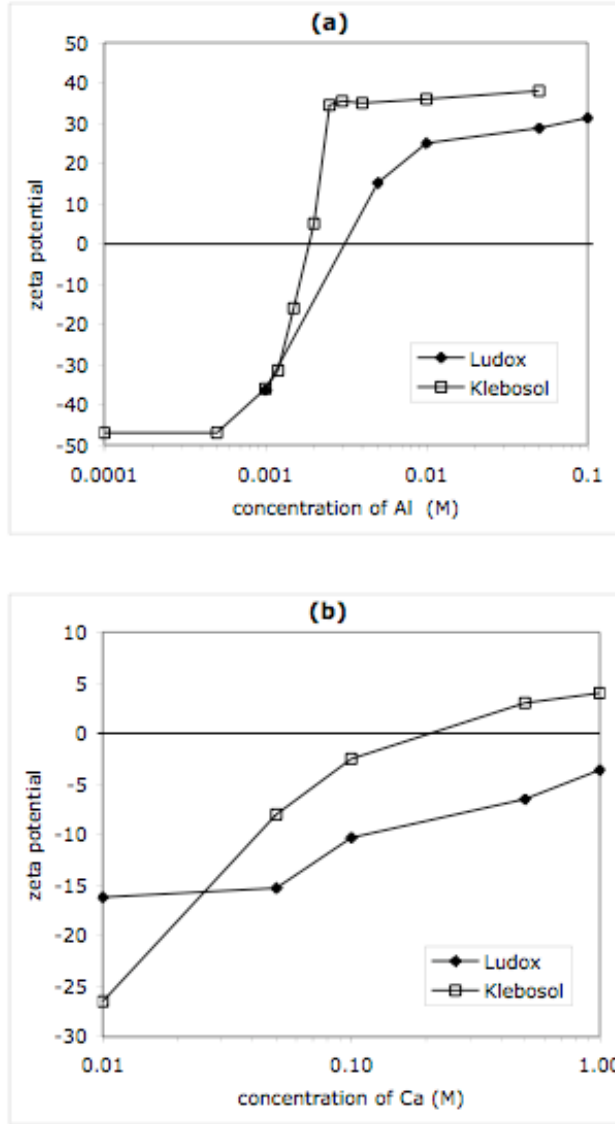 (a)
50
40
30
20
10
0
-10
-20
-30
-40
-50
zeta potential
Ludox
Klebosol
0.0001 0.001 0.01 0.1
concentration of Al (M)
(b)
10
5
0
-5
-10
-15
-20
-25
-30
zeta potential
Ludox
Klebosol
0.01 0.10 1.00
concentration of Ca (M)